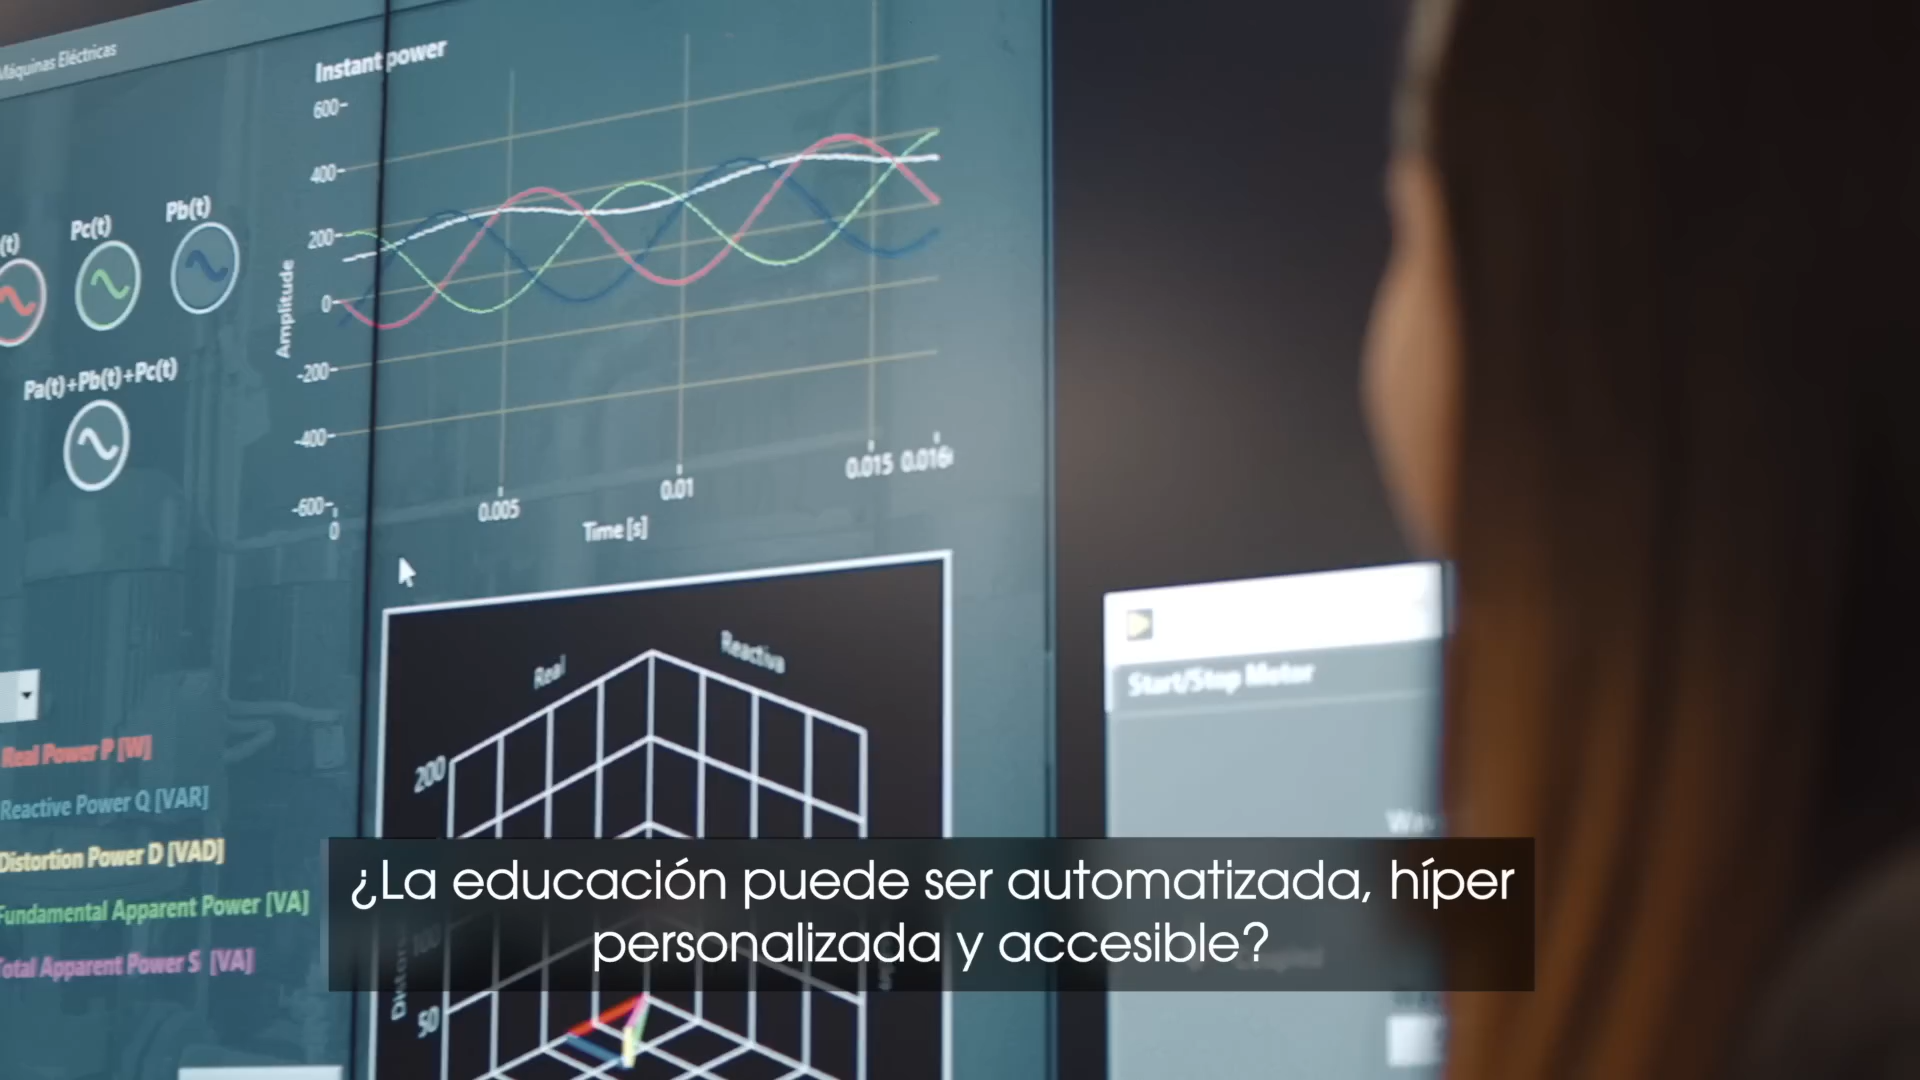 Máquinas Eléctricas
Instant power
600
400
200
0
-200
-400
-600
Amplitude
0
0.005
0.01
0.015
Time [s]
(t)
Pc(t)
Pb(t)
Pa(t)+Pb(t)+Pc(t)
Real Power P [W]
Reactive Power Q [VAR]
Distortion Power D [VAD]
Fundamental Apparent Power [VA]
Total Apparent Power S [VA]
Real
Reactiva
200
100
50
Start/Stop Motor
¿La educación puede ser automatizada, híper
personalizada y accesible?